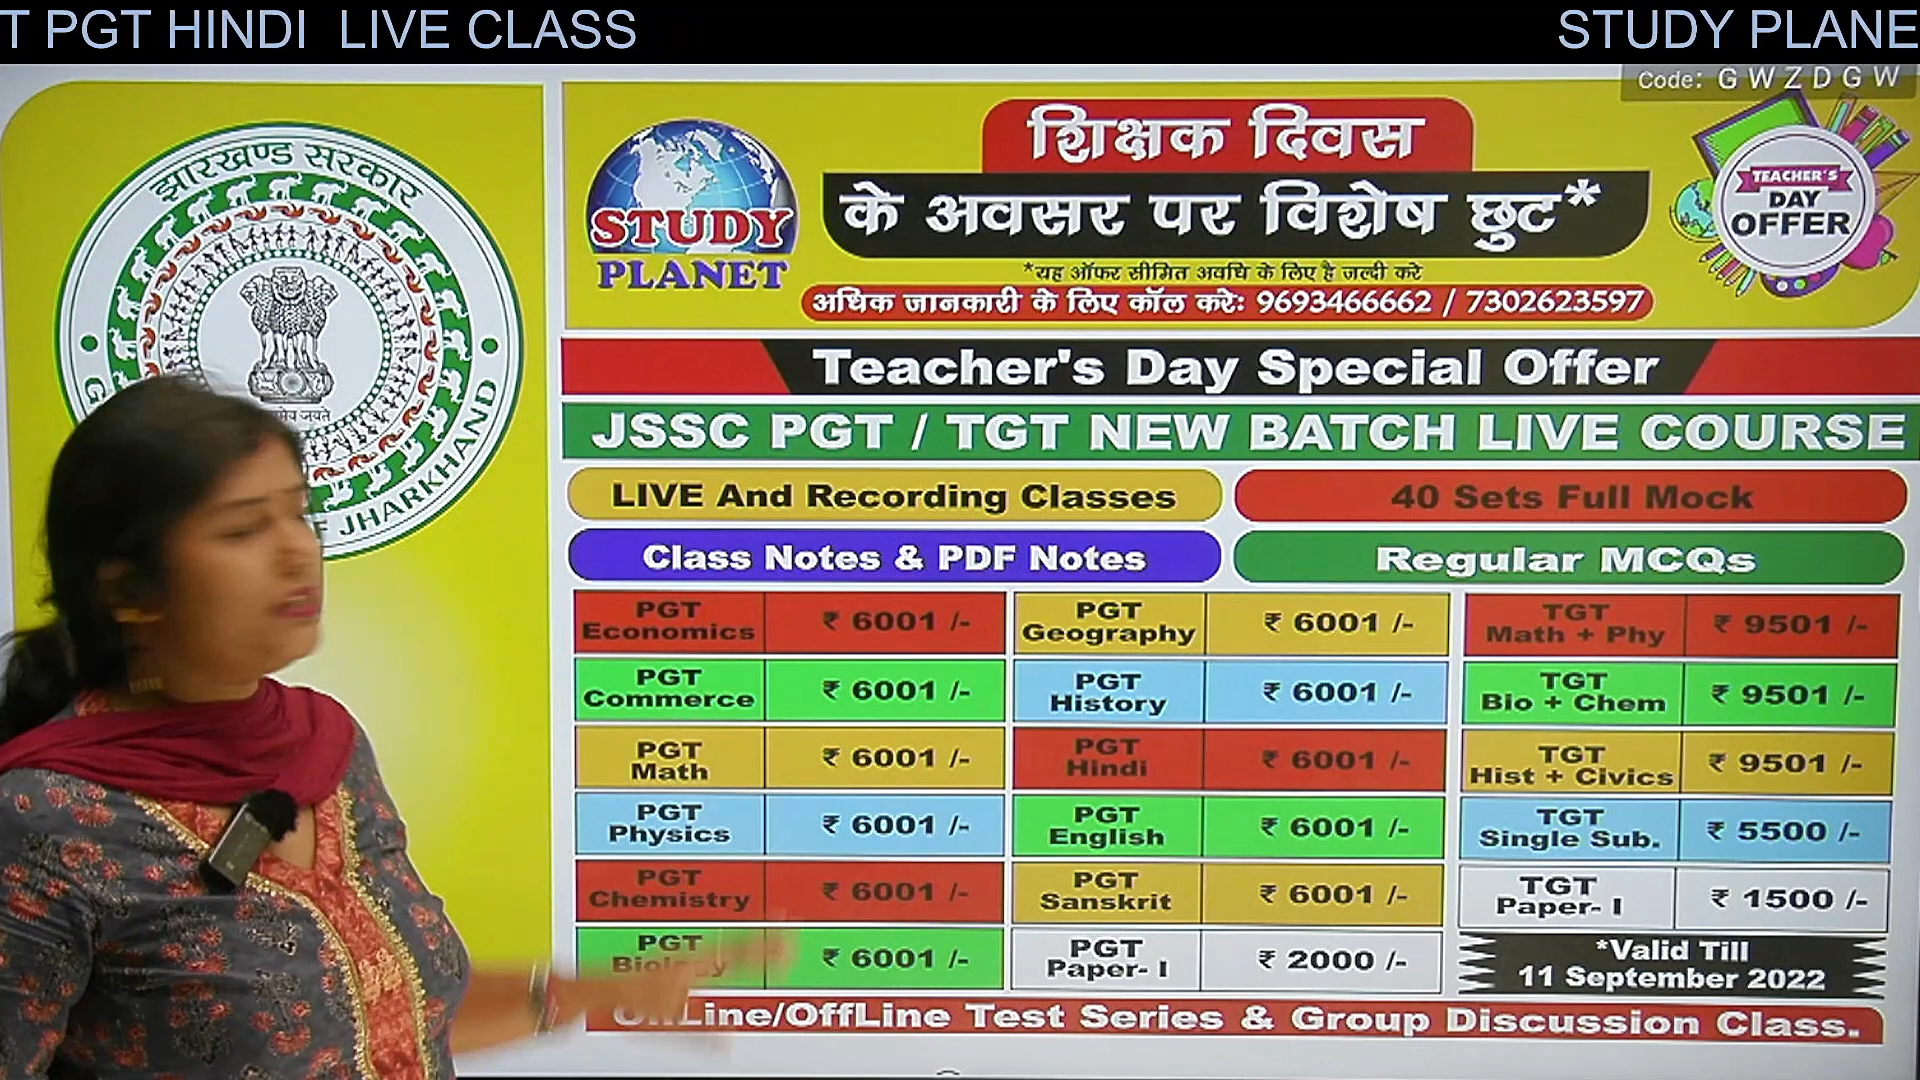 T PGT HINDI LIVE CLASS
STUDY PLANE
Code: G W Z D G W
झारखण्ड सरकार
JHARKHAND
STUDY
PLANET
शिक्षक दिवस
के अवसर पर विशेष छुट*
*यह ऑफर सीमित अवधि के लिए है जल्दी करे
अधिक जानकारी के लिए कॉल करे: 9693466662 / 7302623597
TEACHER'S
DAY
OFFER
Teacher's Day Special Offer
JSSC PGT / TGT NEW BATCH LIVE COURSE
LIVE And Recording Classes
40 Sets Full Mock
Class Notes & PDF Notes
Regular MCQs
PGT
Economics
₹ 6001 /-
PGT
Geography
₹ 6001 /-
TGT
Math + Phy
₹ 9501 /-
PGT
Commerce
₹ 6001 /-
PGT
History
₹ 6001 /-
TGT
Bio + Chem
₹ 9501 /-
PGT
Math
₹ 6001 /-
PGT
Hindi
₹ 6001 /-
TGT
Hist + Civics
₹ 9501 /-
PGT
Physics
₹ 6001 /-
PGT
English
₹ 6001 /-
TGT
Single Sub.
₹ 5500 /-
PGT
Chemistry
₹ 6001 /-
PGT
Sanskrit
₹ 6001 /-
TGT
Paper- I
₹ 1500 /-
PGT
Biology
₹ 6001 /-
PGT
Paper- I
₹ 2000 /-
*Valid Till
11 September 2022
OnLine/OffLine Test Series & Group Discussion Class.